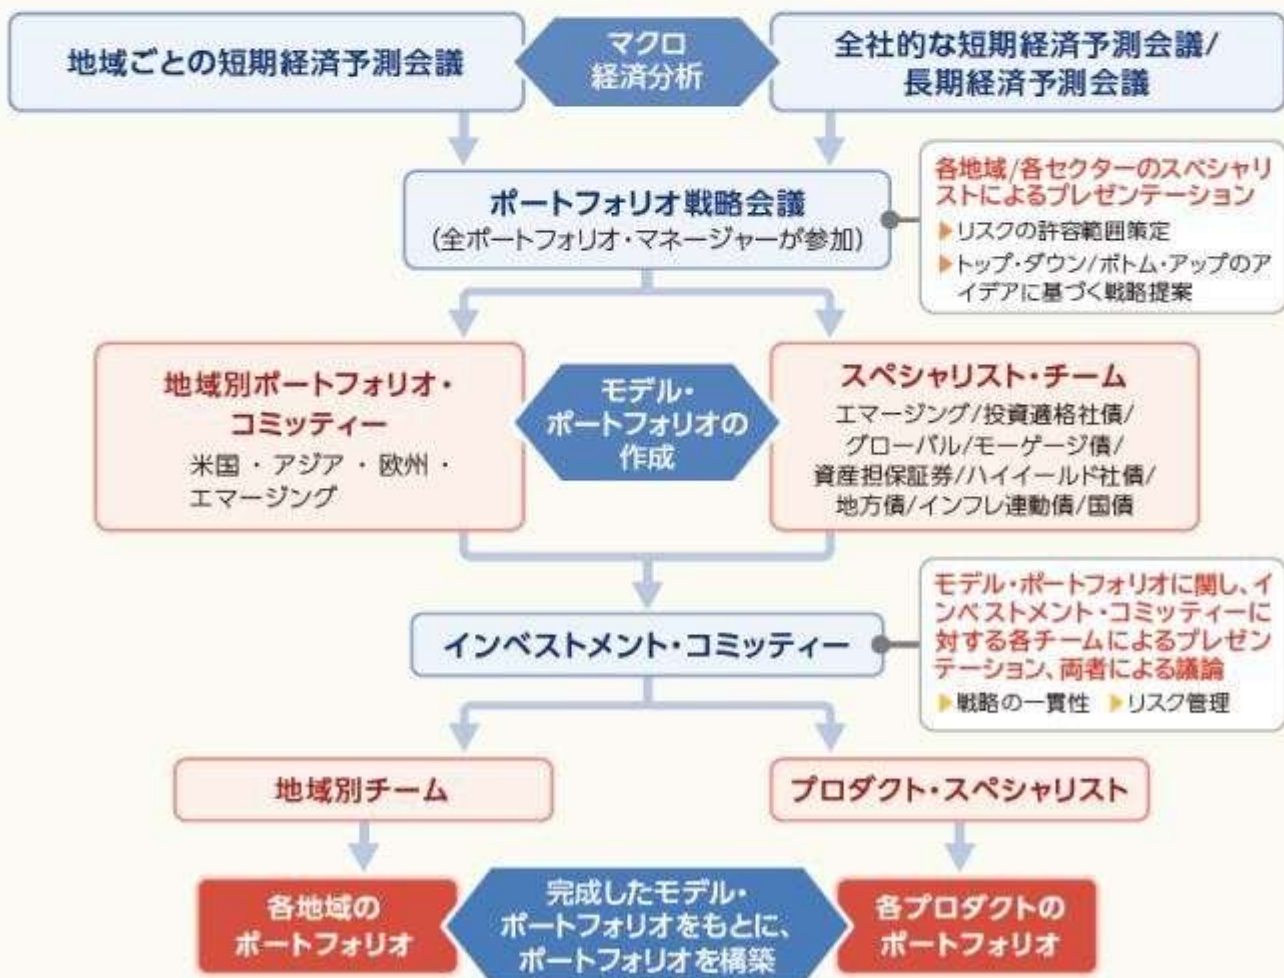 地域ごとの短期経済予測会議
マクロ
経済分析
全社的な短期経済予測会議/
長期経済予測会議
ポートフォリオ戦略会議
(全ポートフォリオ・マネージャーが参加)
各地域/各セクターのスペシャリ
ストによるプレゼンテーション
▶リスクの許容範囲策定
▶トップ・ダウン/ボトム・アップのア
イデアに基づく戦略提案
地域別ポートフォリオ・
コミッティー
米国・アジア・欧州・
エマージング
モデル・
ポートフォリオの
作成
スペシャリスト・チーム
エマージング/投資適格社債/
グローバル/モーゲージ債/
資産担保証券/ハイイールド社債/
地方債/インフレ連動債/国債
インベストメント・コミッティー
モデル・ポートフォリオに関し、イ
ンベストメント・コミッティーに
対する各チームによるプレゼン
テーション、両者による議論
▶戦略の一貫性 ▶リスク管理
地域別チーム
プロダクト・スペシャリスト
各地域の
ポートフォリオ
完成したモデル・
ポートフォリオをもとに、
ポートフォリオを構築
各プロダクトの
ポートフォリオ